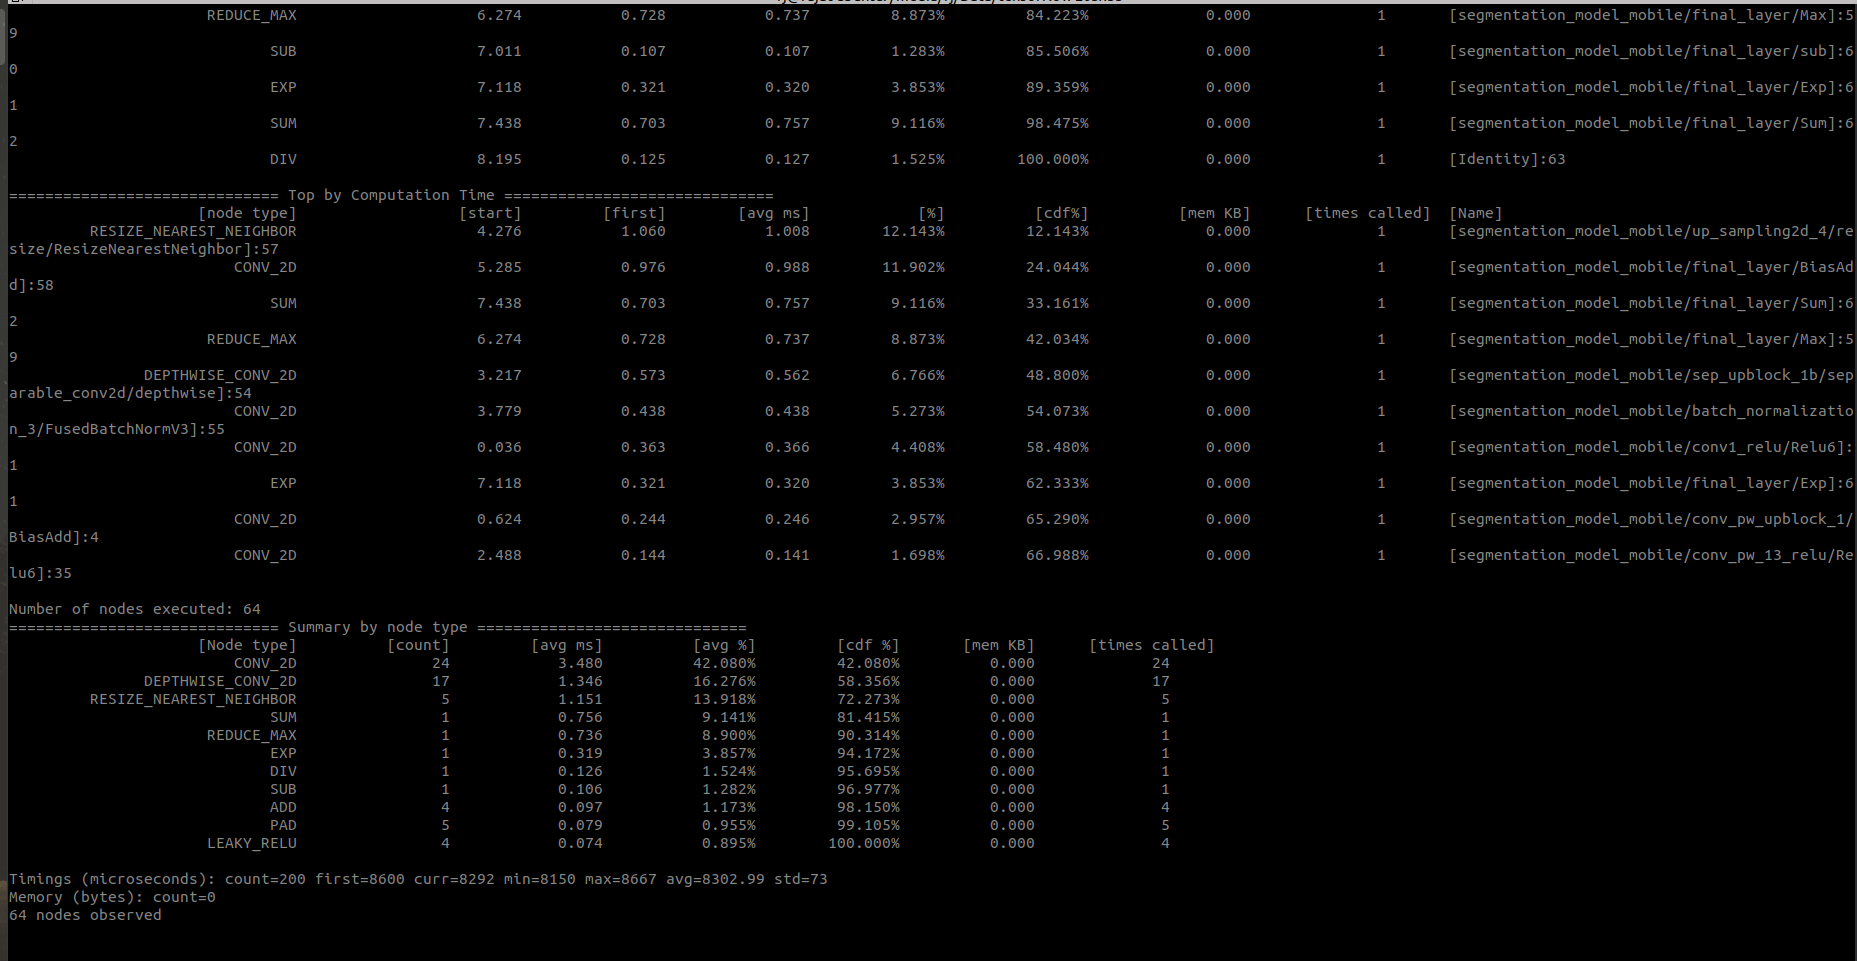 REDUCE_MAX 6.274 0.728 0.737 8.873% 84.223% 0.000 1 [segmentation_model_mobile/final_layer/Max]:5
9
SUB 7.011 0.107 0.107 1.283% 85.506% 0.000 1 [segmentation_model_mobile/final_layer/sub]:6
0
EXP 7.118 0.321 0.320 3.853% 89.359% 0.000 1 [segmentation_model_mobile/final_layer/Exp]:6
1
SUM 7.438 0.703 0.757 9.116% 98.475% 0.000 1 [segmentation_model_mobile/final_layer/Sum]:6
2
DIV 8.195 0.125 0.127 1.525% 100.000% 0.000 1 [Identity]:63
============================== Top by Computation Time ==============================
[node type] [start] [first] [avg ms] [%] [cdf%] [mem KB] [times called] [Name]
RESIZE_NEAREST_NEIGHBOR 4.276 1.060 1.008 12.143% 12.143% 0.000 1 [segmentation_model_mobile/up_sampling2d_4/re
size/ResizeNearestNeighbor]:57
CONV_2D 5.285 0.976 0.988 11.902% 24.044% 0.000 1 [segmentation_model_mobile/final_layer/BiasAd
d]:58
SUM 7.438 0.703 0.757 9.116% 33.161% 0.000 1 [segmentation_model_mobile/final_layer/Sum]:6
2
REDUCE_MAX 6.274 0.728 0.737 8.873% 42.034% 0.000 1 [segmentation_model_mobile/final_layer/Max]:5
9
DEPTHWISE_CONV_2D 3.217 0.573 0.562 6.766% 48.800% 0.000 1 [segmentation_model_mobile/sep_upblock_1b/sep
arable_conv2d/depthwise]:54
CONV_2D 3.779 0.438 0.438 5.273% 54.073% 0.000 1 [segmentation_model_mobile/batch_normalizatio
n_3/FusedBatchNormV3]:55
CONV_2D 0.036 0.363 0.366 4.408% 58.480% 0.000 1 [segmentation_model_mobile/conv1_relu/Relu6]:
1
EXP 7.118 0.321 0.320 3.853% 62.333% 0.000 1 [segmentation_model_mobile/final_layer/Exp]:6
1
CONV_2D 0.624 0.244 0.246 2.957% 65.290% 0.000 1 [segmentation_model_mobile/conv_pw_upblock_1/
BiasAdd]:4
CONV_2D 2.488 0.144 0.141 1.698% 66.988% 0.000 1 [segmentation_model_mobile/conv_pw_13_relu/Re
lu6]:35
Number of nodes executed: 64
============================== Summary by node type ==============================
[Node type] [count] [avg ms] [avg %] [cdf %] [mem KB] [times called]
CONV_2D 24 3.480 42.080% 42.080% 0.000 24
DEPTHWISE_CONV_2D 17 1.346 16.276% 58.356% 0.000 17
RESIZE_NEAREST_NEIGHBOR 5 1.151 13.918% 72.273% 0.000 5
SUM 1 0.756 9.141% 81.415% 0.000 1
REDUCE_MAX 1 0.736 8.900% 90.314% 0.000 1
EXP 1 0.319 3.857% 94.172% 0.000 1
DIV 1 0.126 1.524% 95.695% 0.000 1
SUB 1 0.106 1.282% 96.977% 0.000 1
ADD 4 0.097 1.173% 98.150% 0.000 4
PAD 5 0.079 0.955% 99.105% 0.000 5
LEAKY_RELU 4 0.074 0.895% 100.000% 0.000 4
Timings (microseconds): count=200 first=8600 curr=8292 min=8150 max=8667 avg=8302.99 std=73
Memory (bytes): count=0
64 nodes observed